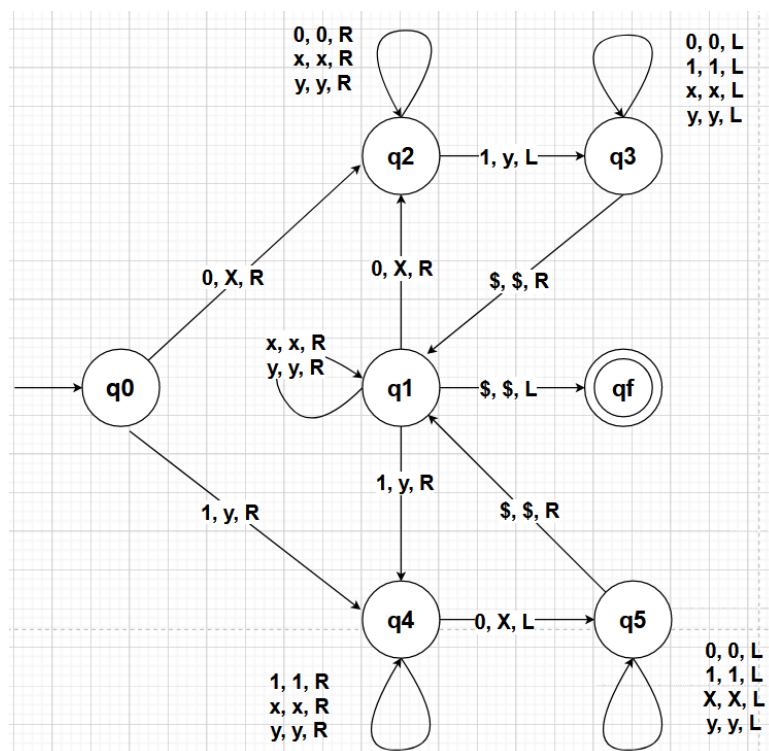 0, 0, R
x, x, R
y, y, R
0, 0, L
1, 1, L
x, x, L
y, y, L
q2
1, y, L
q3
0, X, R
0, X, R
$, $, R
x, x, R
y, y, R
q0
q1
$, $, L
qf
1, y, R
1, y, R
$, $, R
q4
0, X, L
q5
1, 1, R
x, x, R
y, y, R
0, 0, L
1, 1, L
X, X, L
y, y, L